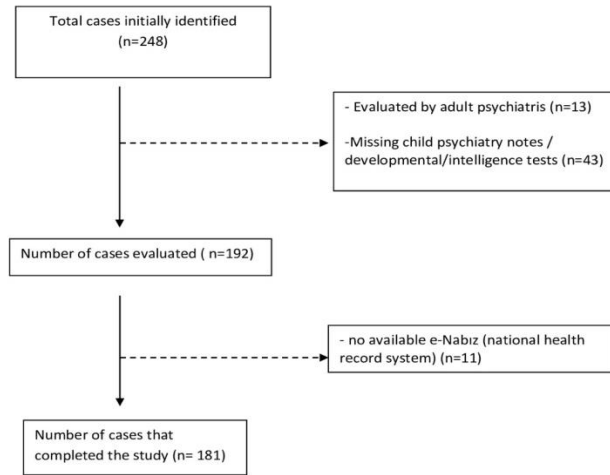 Total cases initially identified
(n=248)
- Evaluated by adult psychiatris (n=13)
-Missing child psychiatry notes /
developmental/intelligence tests (n=43)
Number of cases evaluated ( n=192)
- no available e-Nabız (national health
record system) (n=11)
Number of cases that
completed the study (n= 181)